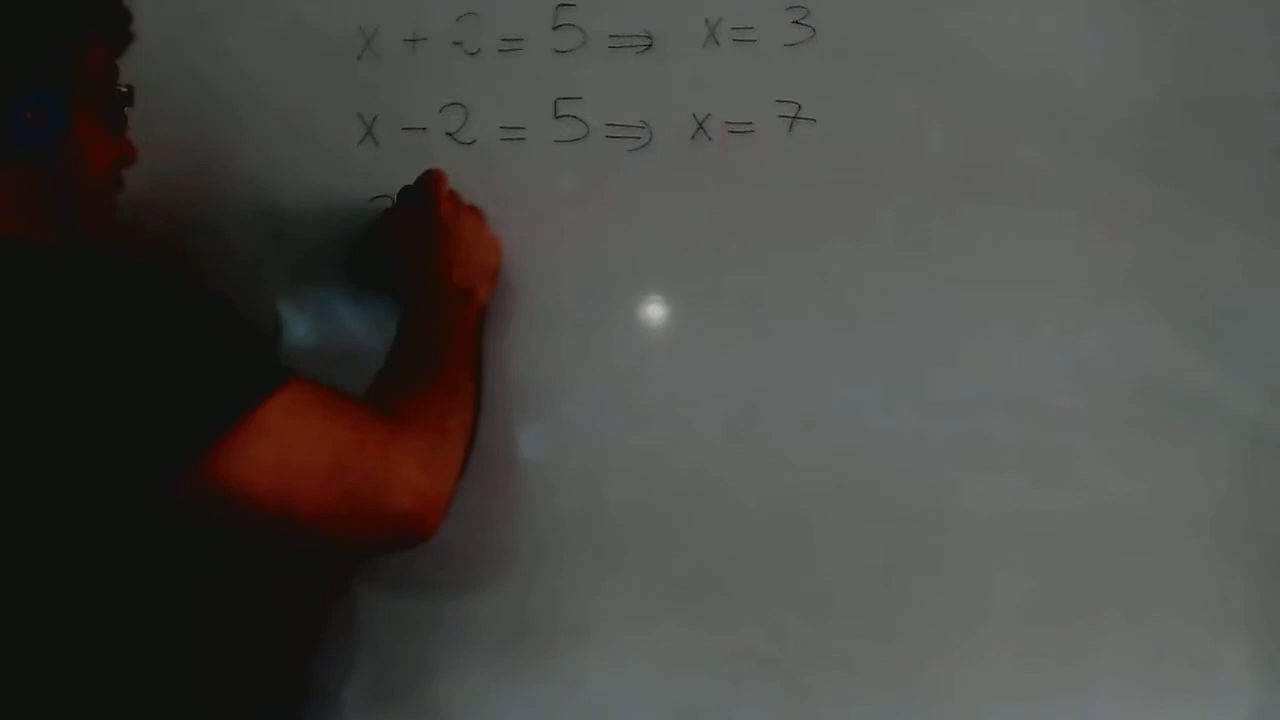 x + 2 = 5 ⇒ x = 3
x - 2 = 5 ⇒ x = 7